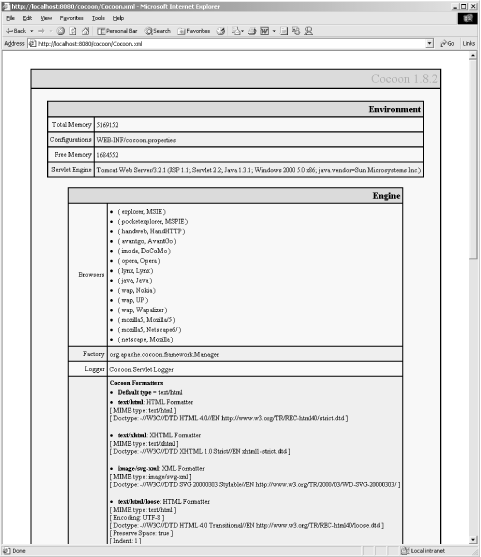 http://localhost:8080/cocoon/Cocoon.xml - Microsoft Internet Explorer
File Edit View Favorites Tools Help
Back Personal Bar Search Favorites
Address http://localhost:8080/cocoon/Cocoon.xml Go Links
Cocoon 1.8.2
Environment
Total Memory 5169152
Configurations WEB-INF/cocoon.properties
Free Memory 1684552
Servlet Engine Tomcat Web Server/3.2.1 (JSP 1.1; Servlet 2.2; Java 1.3.1; Windows 2000 5.0 x86; java.vendor=Sun Microsystems Inc.)
Engine
Browsers
• ( explorer, MSIE )
• ( pocketexplorer, MSPIE )
• ( handweb, HandHTTP )
• ( avantgo, AvantGo )
• ( imode, DoCoMo )
• ( opera, Opera )
• ( lynx, Lynx )
• ( java, Java )
• ( wap, Nokia )
• ( wap, UP )
• ( wap, Wapalizer )
• ( mozilla5, Mozilla/5 )
• ( mozilla5, Netscape6/ )
• ( netscape, Mozilla )
Factory org.apache.cocoon.framework.Manager
Logger Cocoon Servlet Logger
Cocoon Formatters
• Default type = text/html
• text/html: HTML Formatter
[ MIME type: text/html ]
[ Doctype: -//W3C//DTD HTML 4.0//EN http://www.w3.org/TR/REC-html40/strict.dtd ]
• text/xhtml: XHTML Formatter
[ MIME type: text/xhtml ]
[ Doctype: -//W3C//DTD XHTML 1.0 Strict//EN xhtml1-strict.dtd ]
• image/svg-xml: XML Formatter
[ MIME type: image/svg-xml ]
[ Doctype: -//W3C//DTD SVG 20000303 Stylable//EN http://www.w3.org/TR/2000/03/WD-SVG-20000303/ ]
• text/html/loose: HTML Formatter
[ MIME type: text/html ]
[ Encoding: UTF-8 ]
[ Doctype: -//W3C//DTD HTML 4.0 Transitional//EN http://www.w3.org/TR/REC-html40/loose.dtd ]
[ Preserve Space: true ]
[ Indent: 1 ]
Done Local intranet